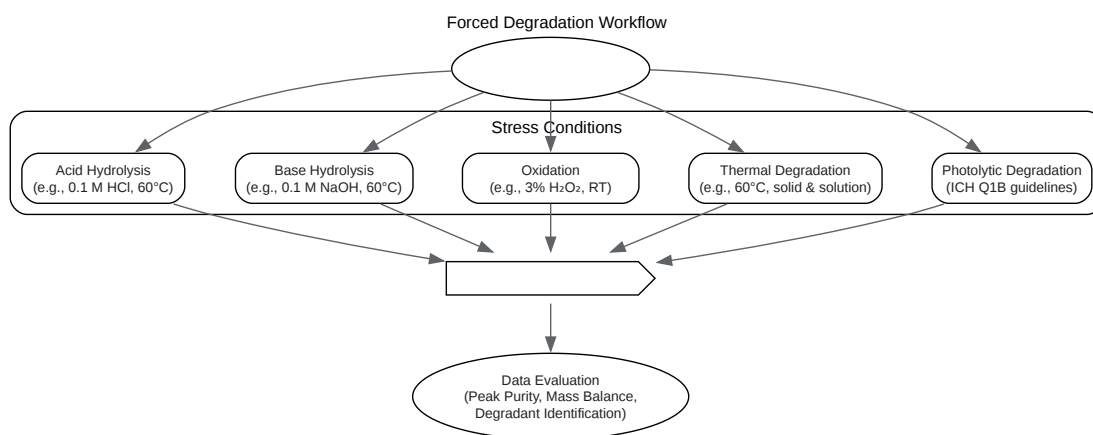 Forced Degradation Workflow
Stress Conditions
Acid Hydrolysis
(e.g., 0.1 M HCl, 60°C)
Base Hydrolysis
(e.g., 0.1 M NaOH, 60°C)
Oxidation
(e.g., 3% H₂O₂, RT)
Thermal Degradation
(e.g., 60°C, solid & solution)
Photolytic Degradation
(ICH Q1B guidelines)
Data Evaluation
(Peak Purity, Mass Balance,
Degradant Identification)